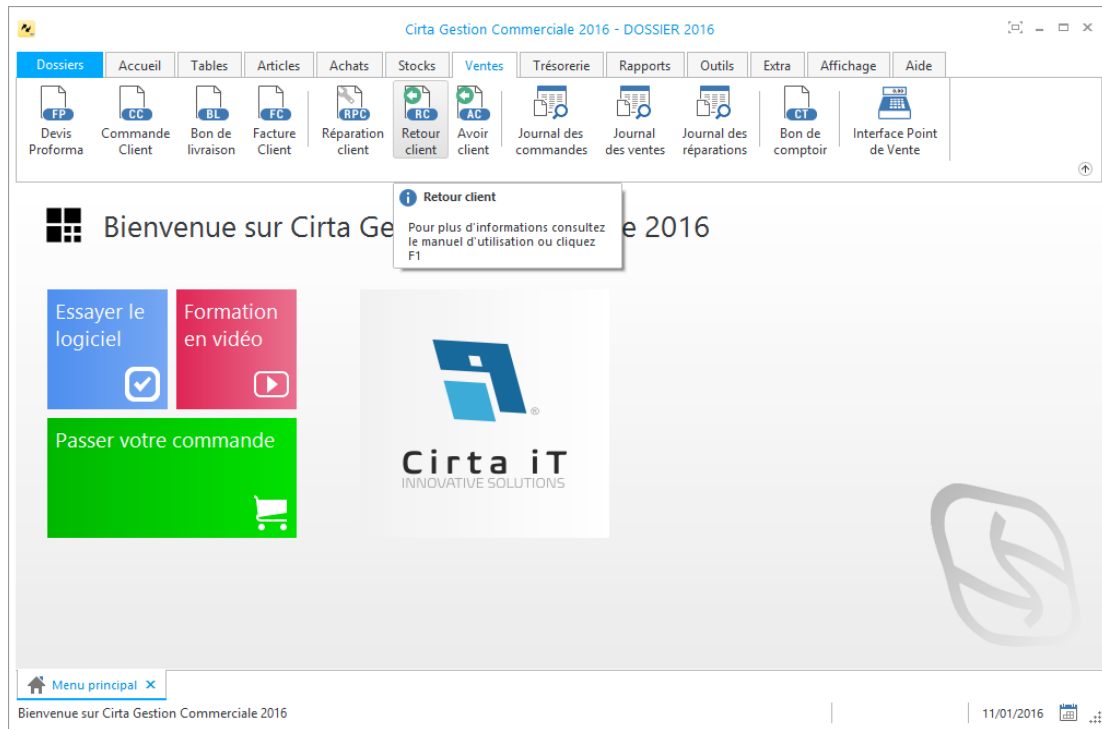 Cirta Gestion Commerciale 2016 - DOSSIER 2016
Dossiers Accueil Tables Articles Achats Stocks Ventes Trésorerie Rapports Outils Extra Affichage Aide
FP CC BL FC RPC RC AC CT 0.00
Devis Commande Bon de Facture Réparation Retour Avoir Journal des Journal Journal des Bon de Interface Point
Proforma Client livraison Client client client client commandes des ventes réparations comptoir de Vente
Retour client
Pour plus d'informations consultez
le manuel d'utilisation ou cliquez
F1
Bienvenue sur Cirta Ge e 2016
Essayer le
logiciel
Formation
en vidéo
Passer votre commande
®
Cirta iT
INNOVATIVE SOLUTIONS
Menu principal
Bienvenue sur Cirta Gestion Commerciale 2016 11/01/2016